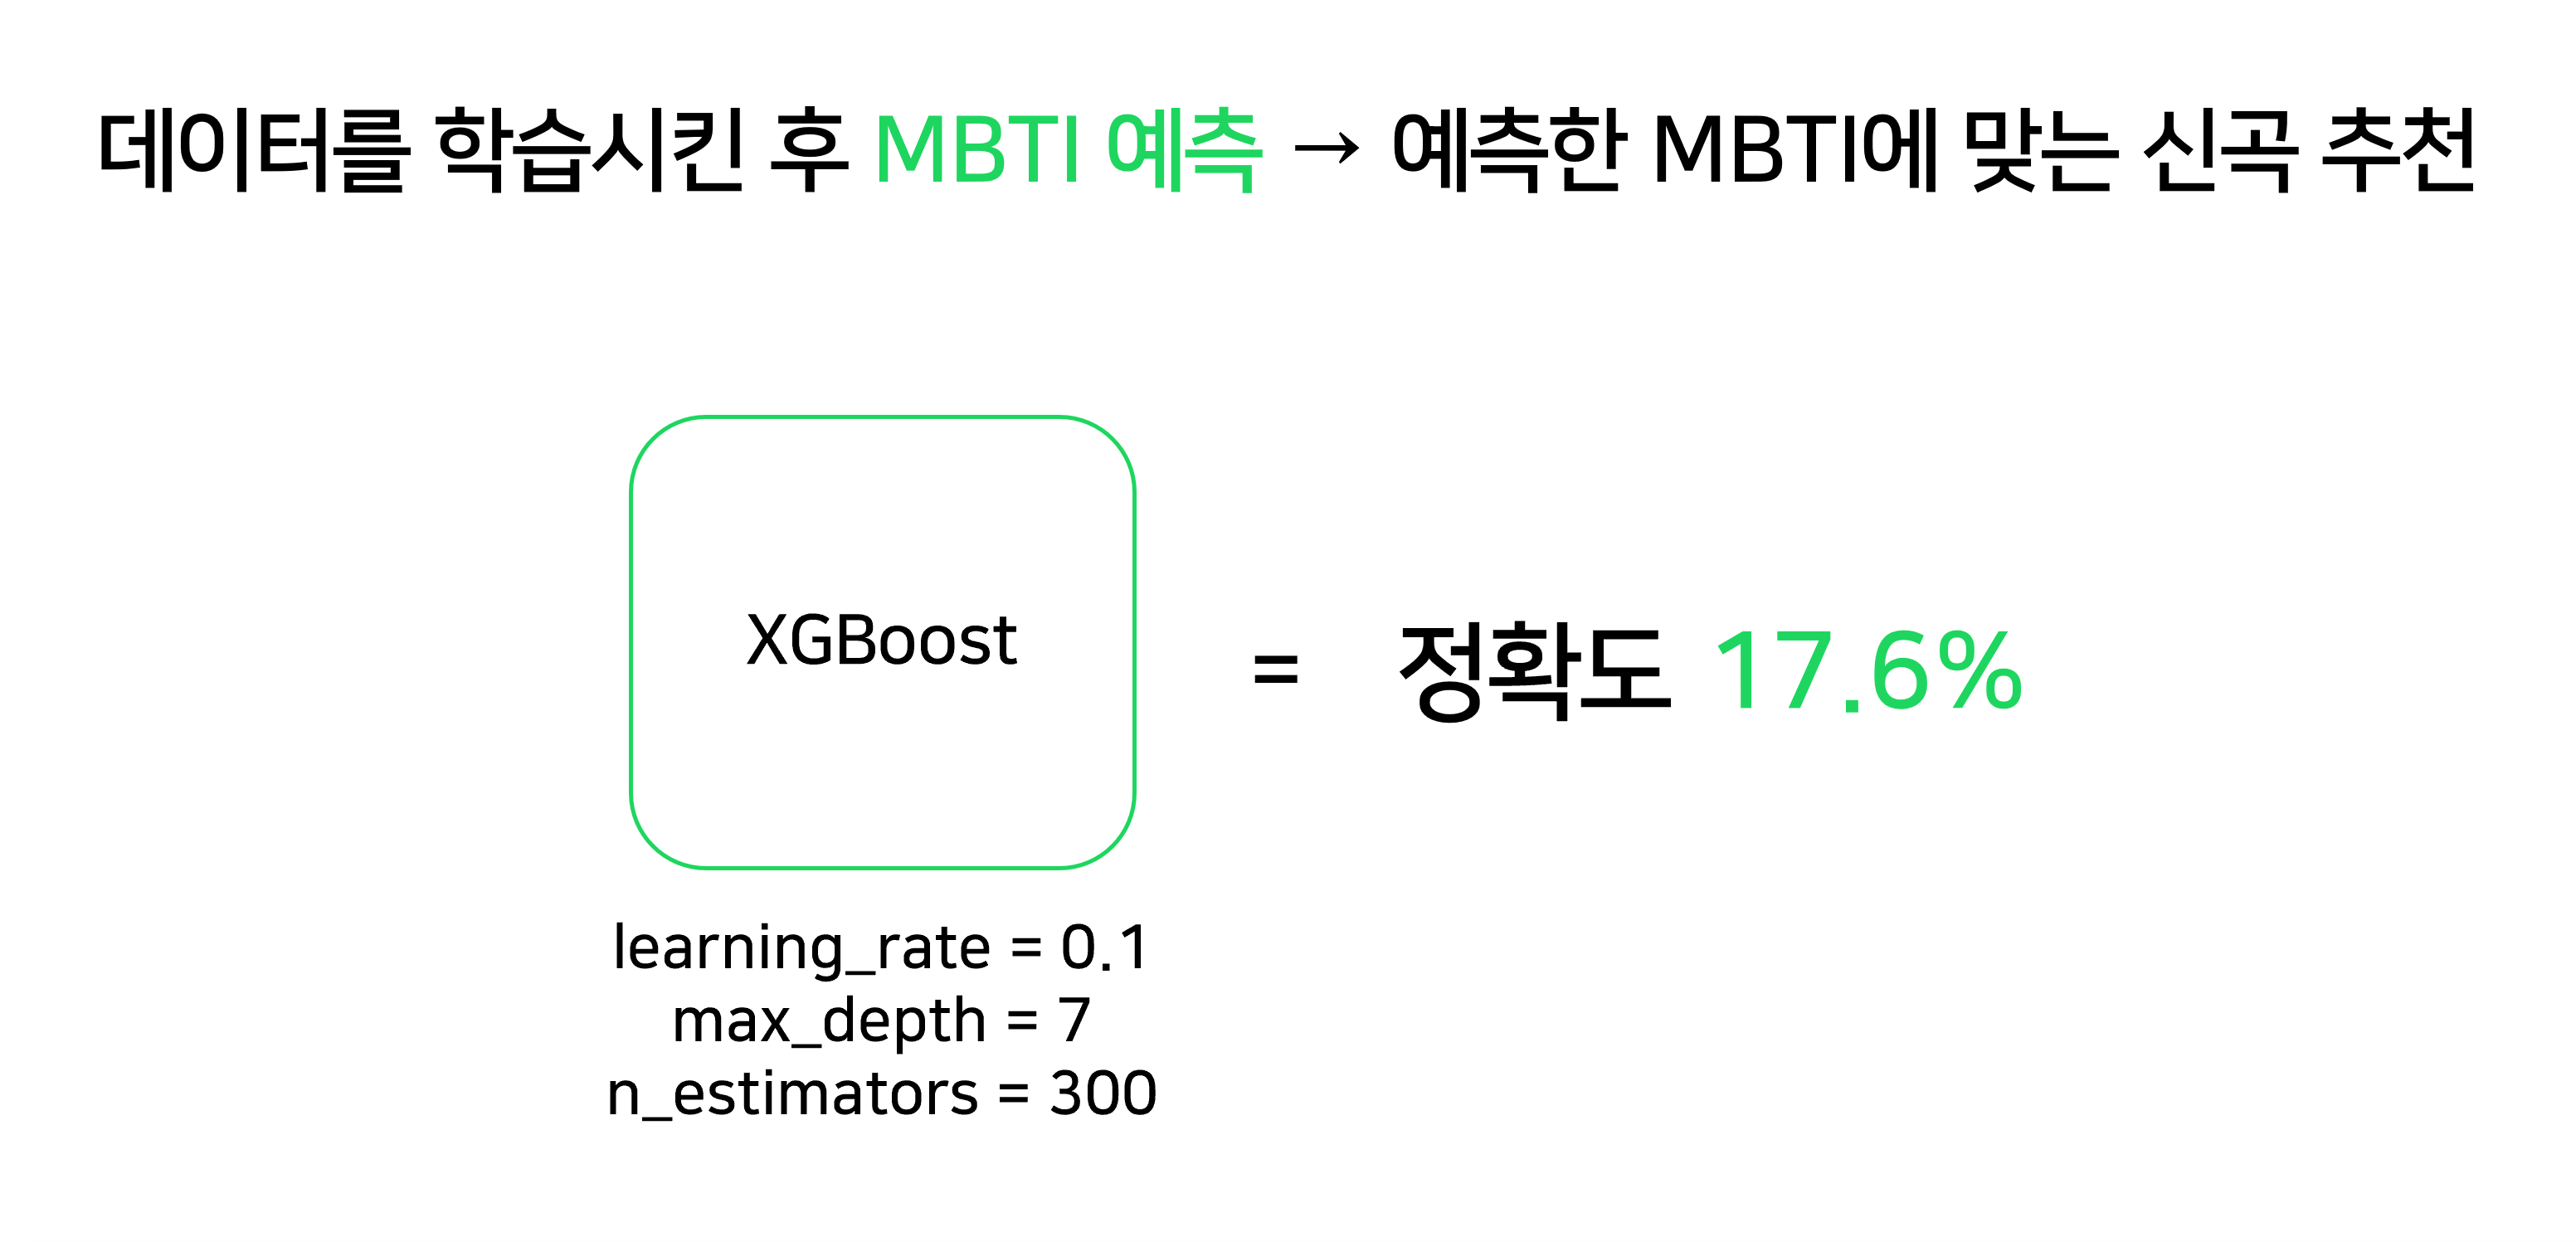 데이터를 학습시킨 후 MBTI 예측 → 예측한 MBTI에 맞는 신곡 추천
XGBoost
= 정확도 17.6%
learning_rate = 0.1
max_depth = 7
n_estimators = 300